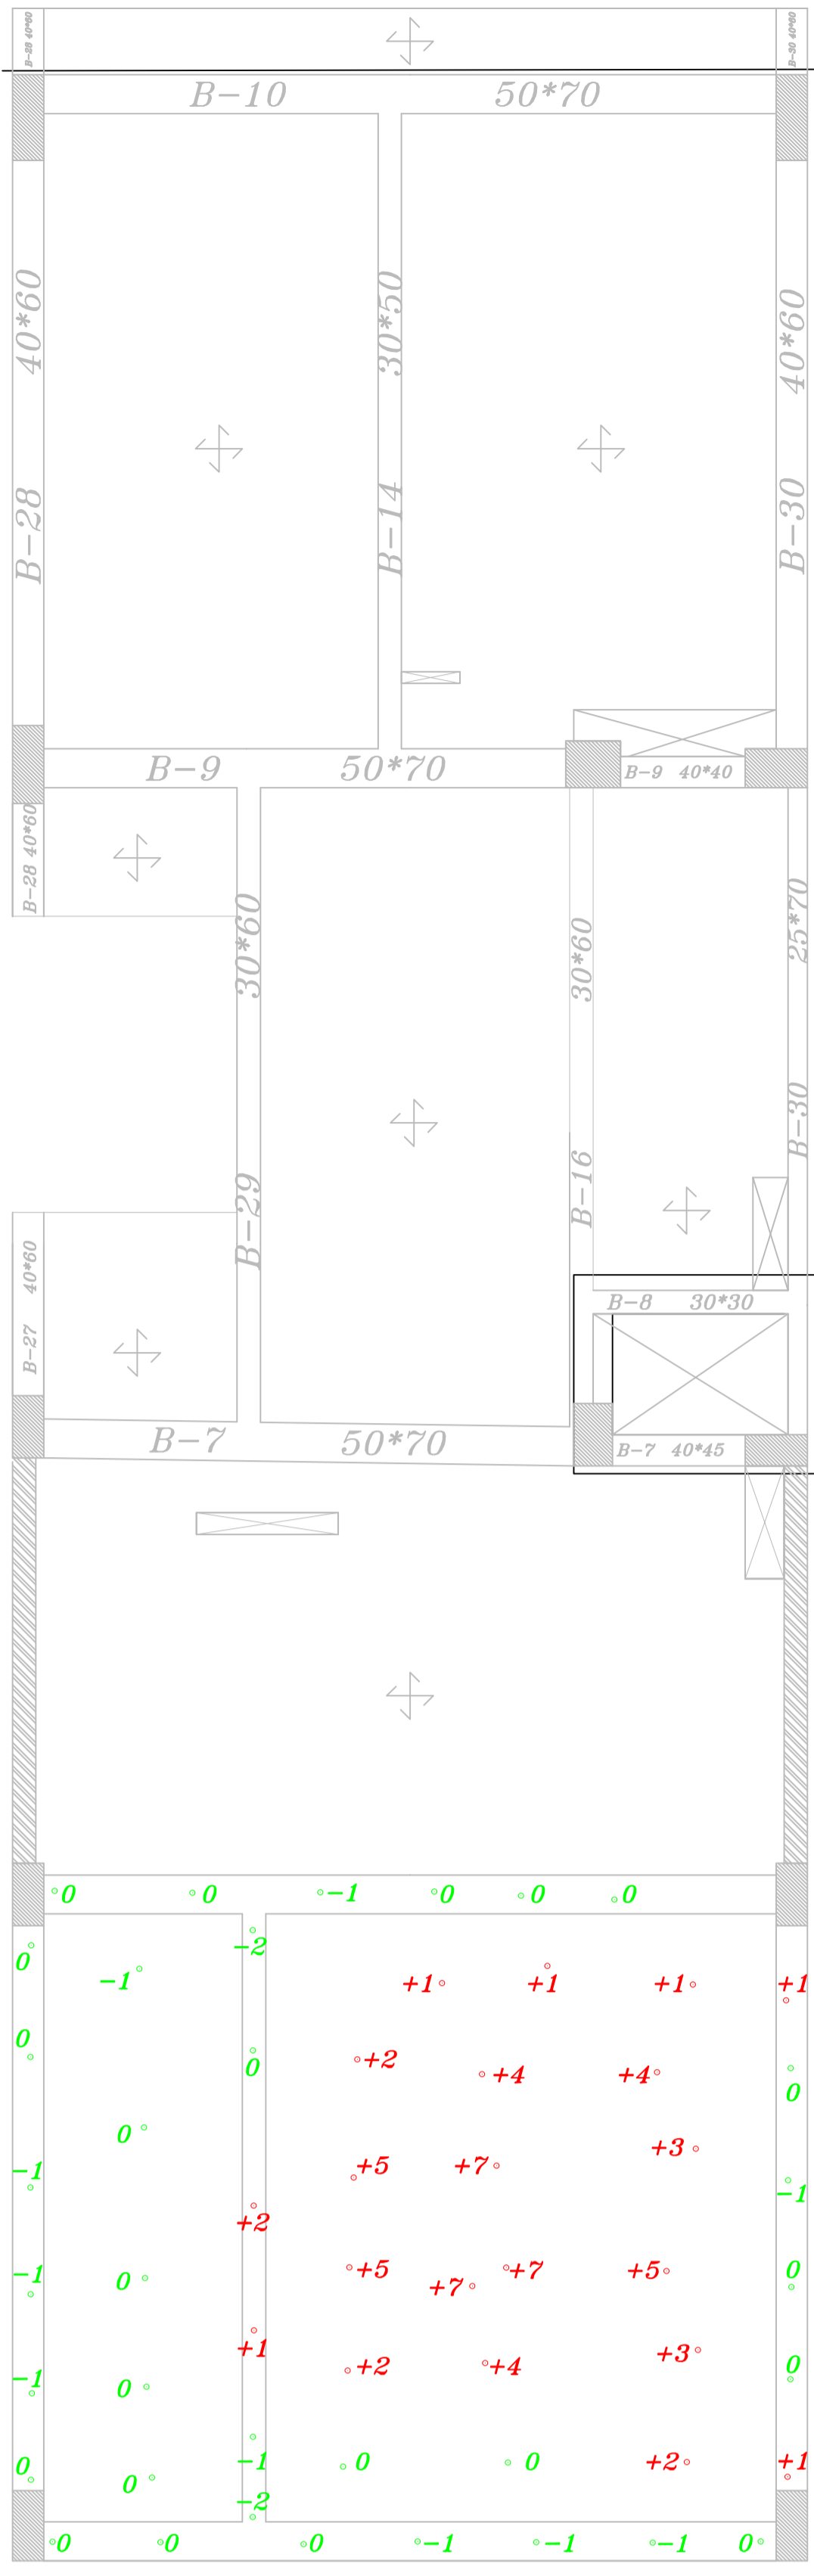 B-28 40*60
B-30 40*60
B-10 50*70
B-28 40*60
B-14 30*50
B-30 40*60
B-9 50*70
B-9 40*40
B-28 40*60
B-29 30*60
B-16 30*60
B-30 25*70
B-27 40*60
B-8 30*30
B-7 50*70
B-7 40*45
0 0 -1 0 0 0
0 -2
-1 +1 +1 +1 +1
0 0 +2 +4 +4 0
0 +3
-1 +5 +7 -1
+2
-1 0 +5 +7 +7 +5 0
+1 +3
-1 0 +2 +4 0
0 -1 0 0 +2 +1
0 -2
0 0 0 -1 -1 -1 0